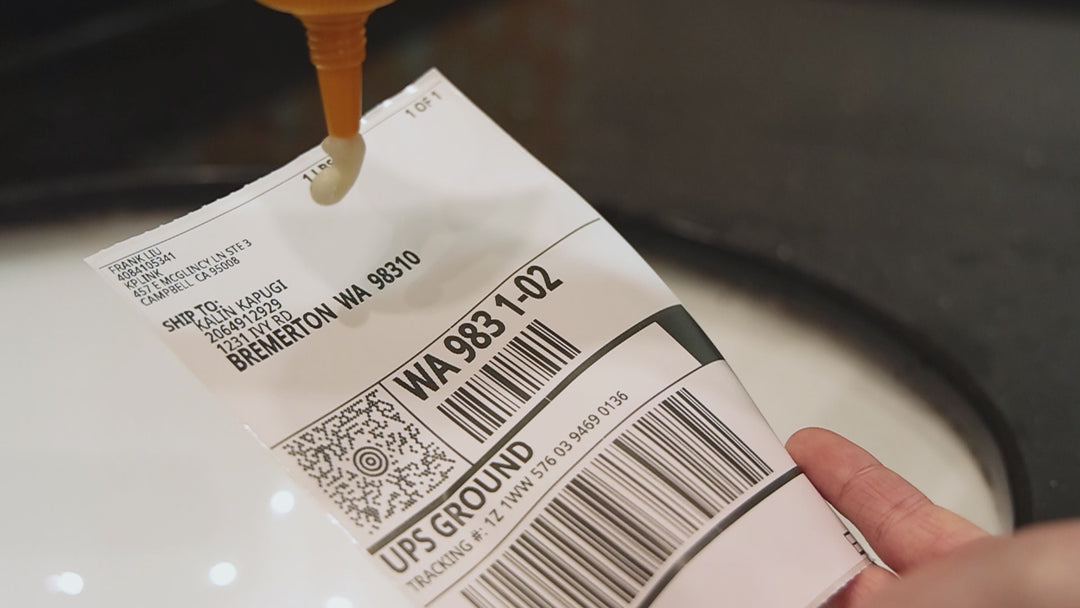 1 OF 1
FRANK LIU
4084105341
KPLINK
457 E MCGLINCY LN STE 3
CAMPBELL CA 95008
SHIP TO:
KALIN KAPUGI
2064912929
1231 IVY RD
BREMERTON WA 98310
WA 983 1-02
UPS GROUND
TRACKING #: 1Z 1WW 576 03 9469 0136